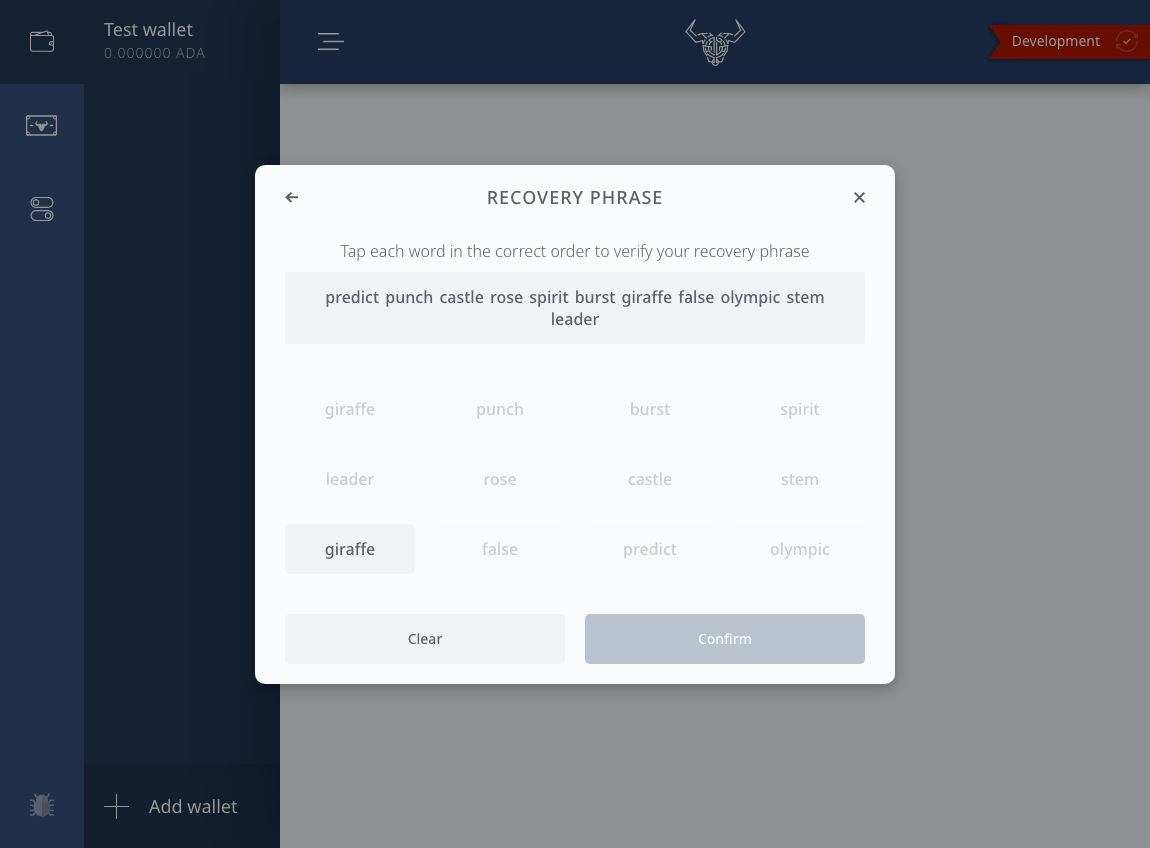 Test wallet
0.000000 ADA
Development
RECOVERY PHRASE
Tap each word in the correct order to verify your recovery phrase
predict punch castle rose spirit burst giraffe false olympic stem
leader
giraffe punch burst spirit
leader rose castle stem
giraffe false predict olympic
Clear Confirm
Add wallet